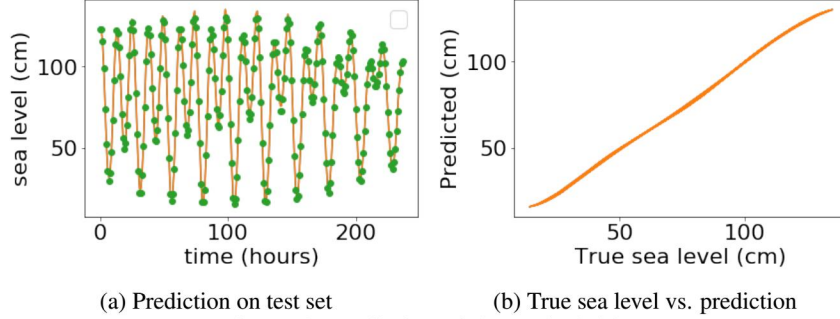 100
50
sea level (cm)
0
100
200
time (hours)
(a) Prediction on test set
100
50
Predicted (cm)
50
100
True sea level (cm)
(b) True sea level vs. prediction